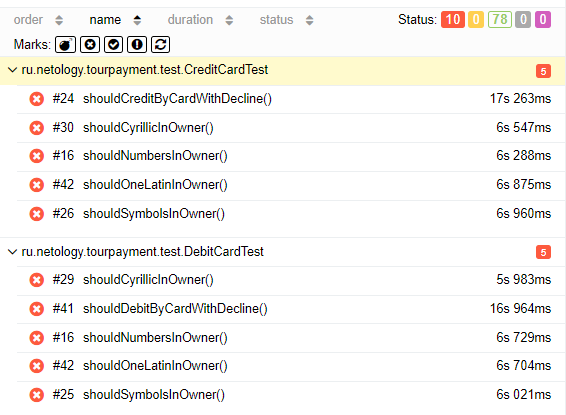 order name duration status Status: 10 0 78 0 0
Marks:
ru.netology.tourpayment.test.CreditCardTest 5
#24 shouldCreditByCardWithDecline() 17s 263ms
#30 shouldCyrillicInOwner() 6s 547ms
#16 shouldNumbersInOwner() 6s 288ms
#42 shouldOneLatinInOwner() 6s 875ms
#26 shouldSymbolsInOwner() 6s 960ms
ru.netology.tourpayment.test.DebitCardTest 5
#29 shouldCyrillicInOwner() 5s 983ms
#41 shouldDebitByCardWithDecline() 16s 964ms
#16 shouldNumbersInOwner() 6s 729ms
#42 shouldOneLatinInOwner() 6s 704ms
#25 shouldSymbolsInOwner() 6s 021ms